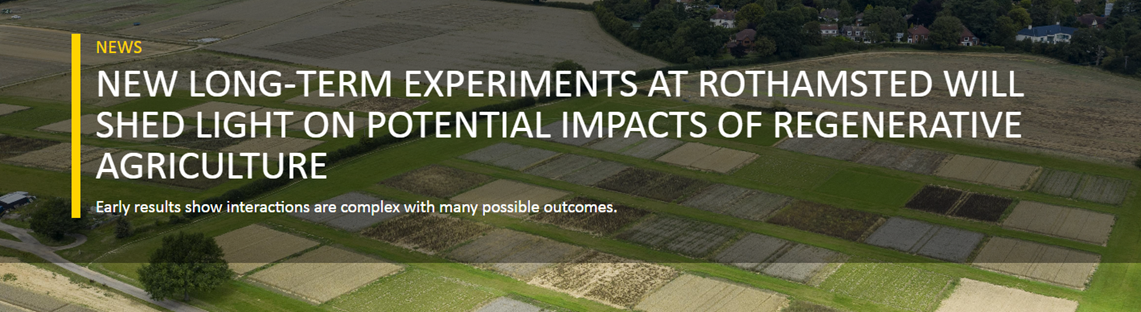 NEWS
NEW LONG-TERM EXPERIMENTS AT ROTHAMSTED WILL
SHED LIGHT ON POTENTIAL IMPACTS OF REGENERATIVE
AGRICULTURE
Early results show interactions are complex with many possible outcomes.